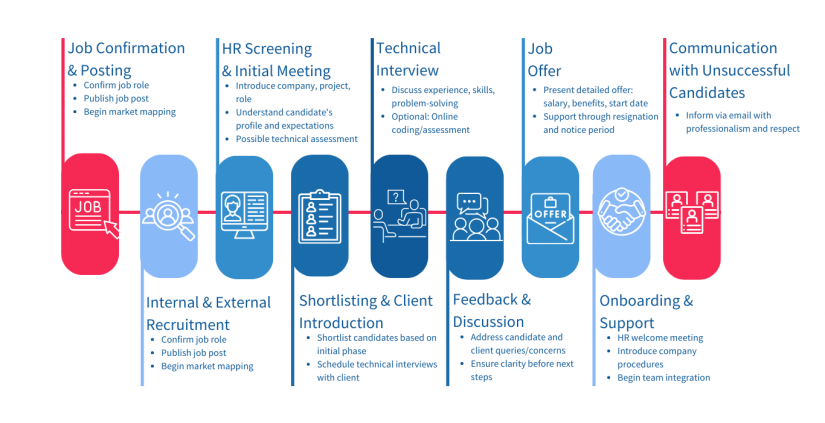 Job Confirmation
& Posting
Confirm job role
Publish job post
Begin market mapping
HR Screening
& Initial Meeting
Introduce company, project,
role
Understand candidate's
profile and expectations
Possible technical assessment
Technical
Interview
Discuss experience, skills,
problem-solving
Optional: Online
coding/assessment
Job
Offer
Present detailed offer:
salary, benefits, start date
Support through resignation
and notice period
Communication
with Unsuccessful
Candidates
Inform via email with
professionalism and respect
JOB
?
OFFER
Internal & External
Recruitment
Confirm job role
Publish job post
Begin market mapping
Shortlisting & Client
Introduction
Shortlist candidates based on
initial phase
Schedule technical interviews
with client
Feedback &
Discussion
Address candidate and
client queries/concerns
Ensure clarity before next
steps
Onboarding &
Support
HR welcome meeting
Introduce company
procedures
Begin team integration